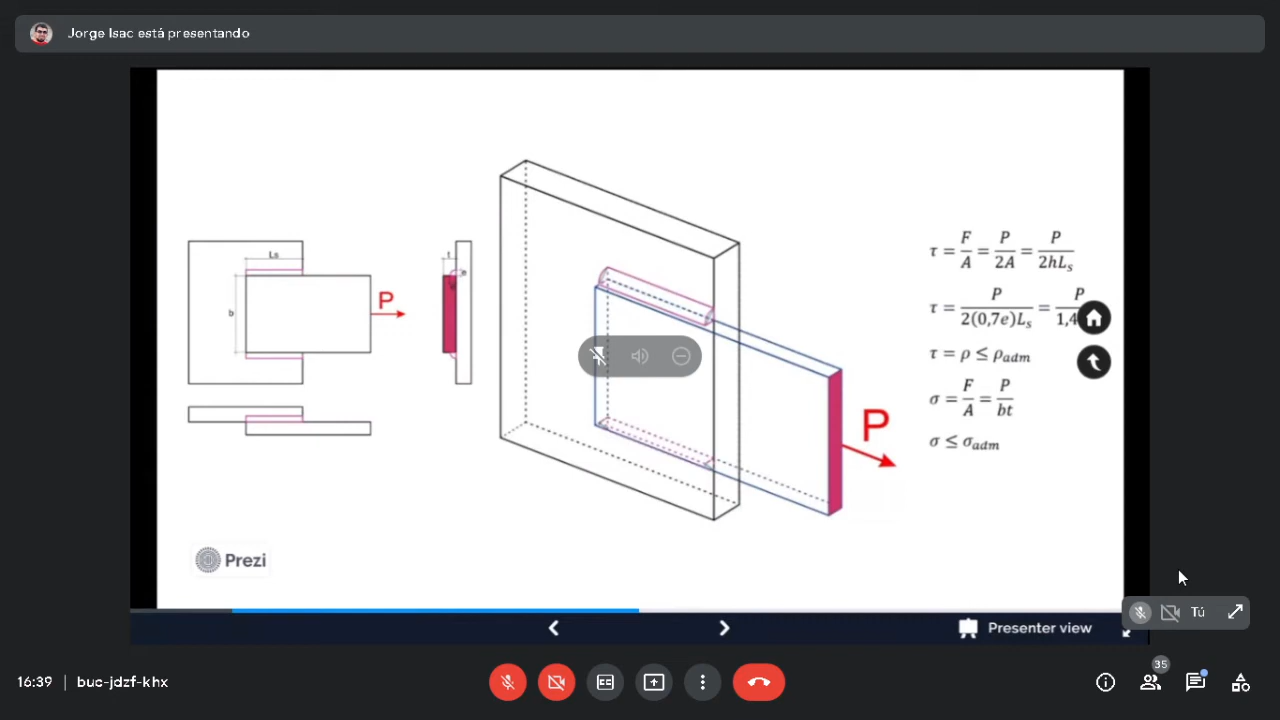 Jorge Isac está presentando
Ls
b
P
t
e
P
τ = F/A = P/2A = P/2hLₛ
τ = P/2(0,7e)Lₛ = P/1,4
τ = ρ ≤ ρadm
σ = F/A = P/bt
σ ≤ σadm
Prezi
Presenter view
Tú
16:39 | buc-jdzf-khx
CC
35